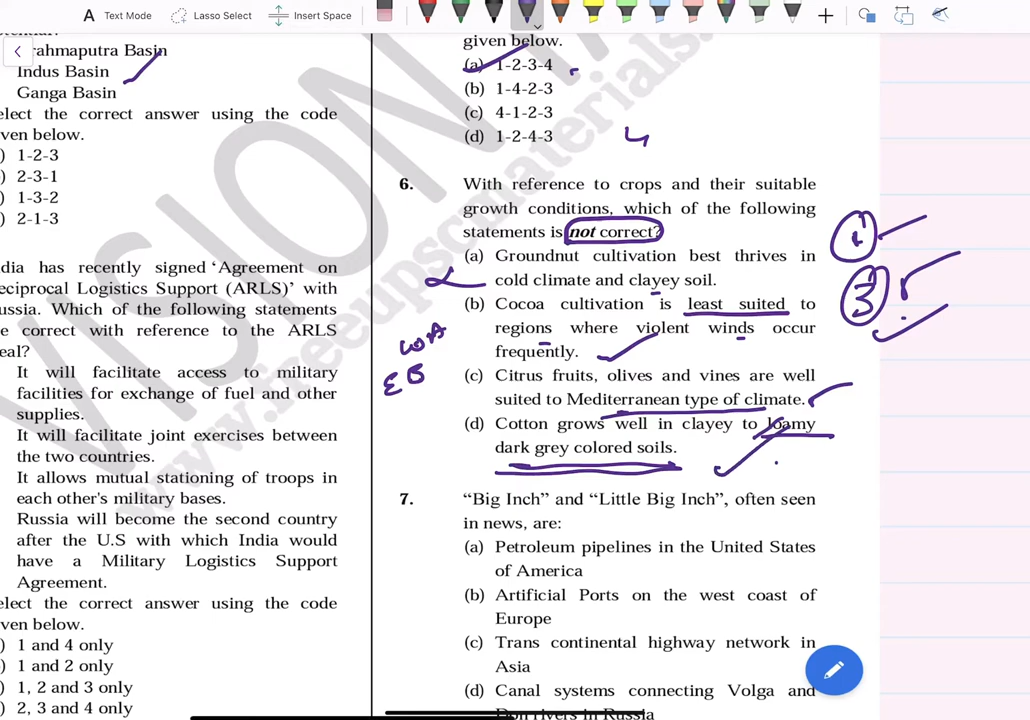 A Text Mode Lasso Select Insert Space
rahmaputra Basin
Indus Basin
Ganga Basin
elect the correct answer using the code
ven below.
) 1-2-3
) 2-3-1
) 1-3-2
) 2-1-3
dia has recently signed ‘Agreement on
eciprocal Logistics Support (ARLS)’ with
ussia. Which of the following statements
e correct with reference to the ARLS
eal?
It will facilitate access to military
facilities for exchange of fuel and other
supplies.
It will facilitate joint exercises between
the two countries.
It allows mutual stationing of troops in
each other's military bases.
Russia will become the second country
after the U.S with which India would
have a Military Logistics Support
Agreement.
elect the correct answer using the code
given below.
) 1 and 4 only
) 1 and 2 only
) 1, 2 and 3 only
) 2, 3 and 4 only
given below.
(a) 1-2-3-4
(b) 1-4-2-3
(c) 4-1-2-3
(d) 1-2-4-3
4
6. With reference to crops and their suitable
growth conditions, which of the following
statements is not correct?
(a) Groundnut cultivation best thrives in
cold climate and clayey soil.
(b) Cocoa cultivation is least suited to
regions where violent winds occur
frequently.
(c) Citrus fruits, olives and vines are well
suited to Mediterranean type of climate.
(d) Cotton grows well in clayey to loamy
dark grey colored soils.
WA
EB
3
7. “Big Inch” and “Little Big Inch”, often seen
in news, are:
(a) Petroleum pipelines in the United States
of America
(b) Artificial Ports on the west coast of
Europe
(c) Trans continental highway network in
Asia
(d) Canal systems connecting Volga and
Don rivers in Russia
VISION IA
www.freeupscmaterials.